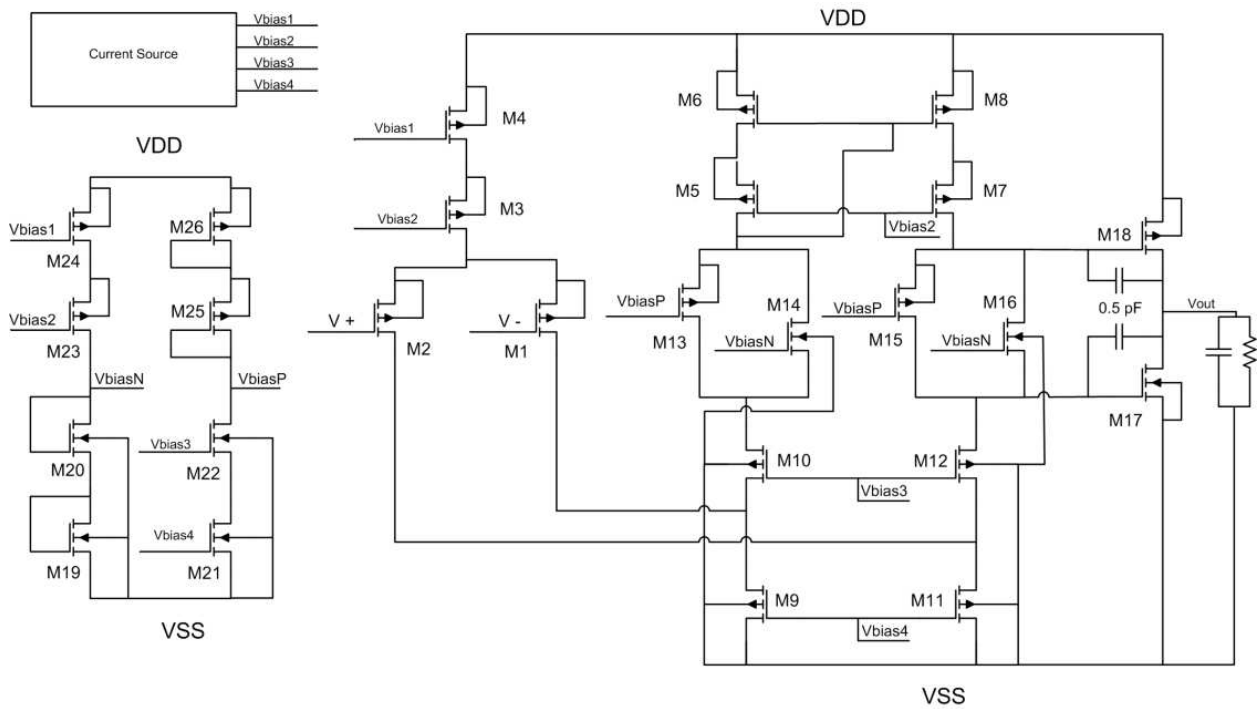 Current Source
Vbias1
Vbias2
Vbias3
Vbias4
VDD
Vbias1
M24
M26
Vbias2
M23
M25
VbiasN
VbiasP
M20
Vbias3
M22
M19
Vbias4
M21
VSS
VDD
Vbias1
M4
M6
M8
Vbias2
M3
M5
M7
Vbias2
M18
V +
M2
V -
M1
VbiasP
M13
M14
VbiasN
VbiasP
M15
M16
VbiasN
0.5 pF
Vout
M17
M10
M12
Vbias3
M9
M11
Vbias4
VSS